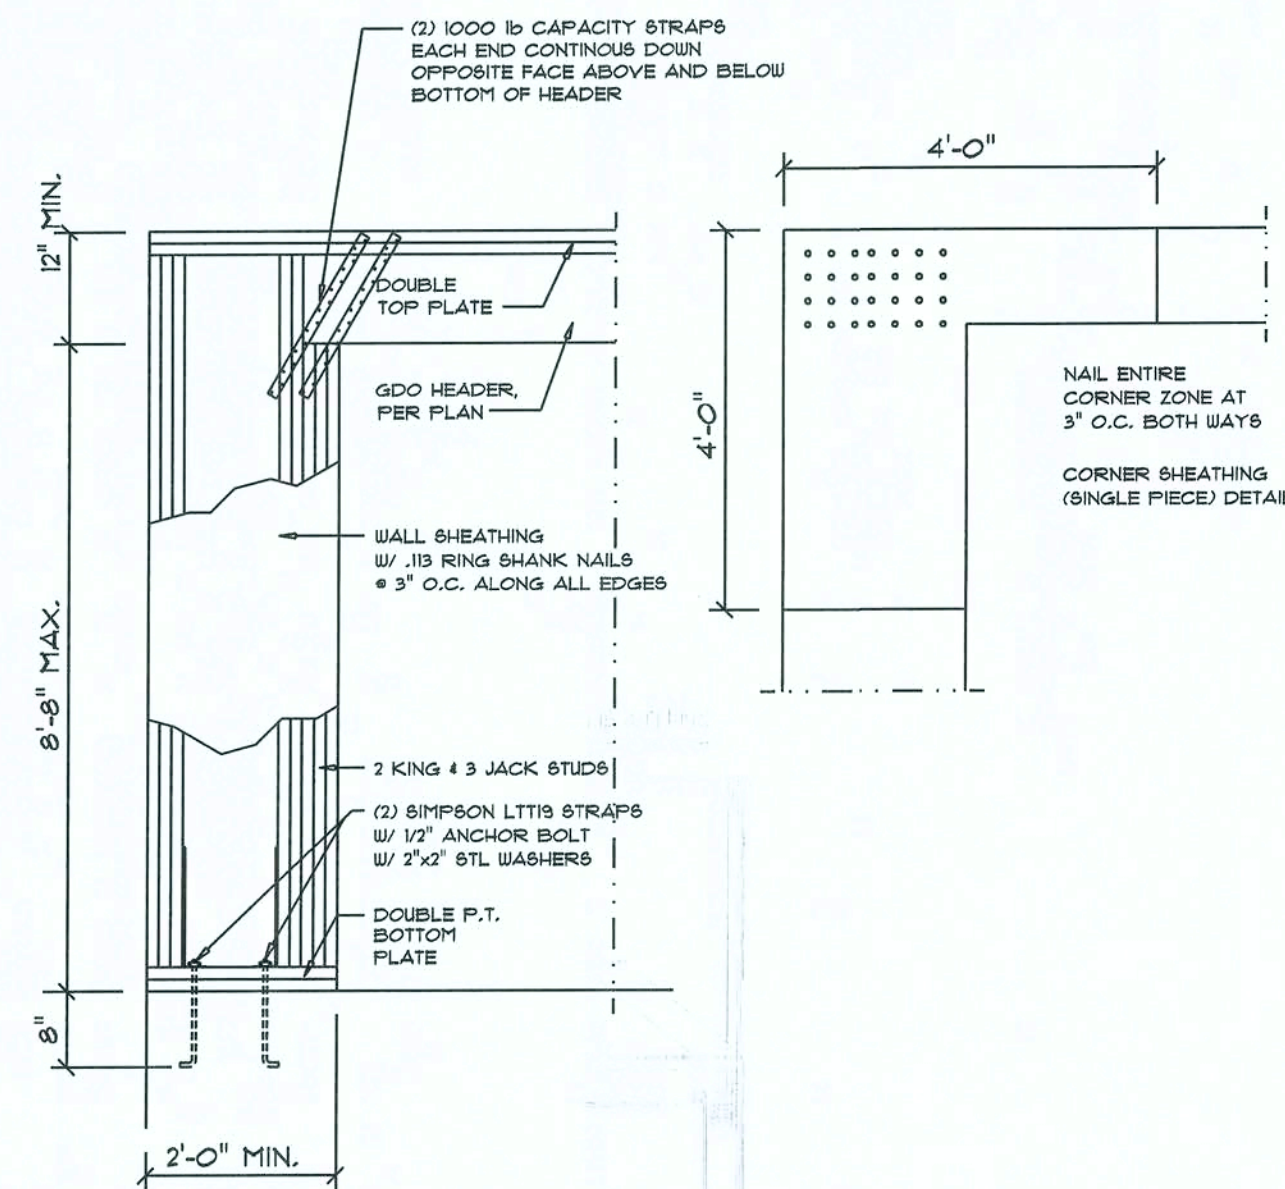 (2) 1000 lb CAPACITY STRAPS
EACH END CONTINOUS DOWN
OPPOSITE FACE ABOVE AND BELOW
BOTTOM OF HEADER
12" MIN.
DOUBLE
TOP PLATE
GDO HEADER,
PER PLAN
8'-8" MAX.
WALL SHEATHING
W/ .113 RING SHANK NAILS
@ 3" O.C. ALONG ALL EDGES
2 KING & 3 JACK STUDS
(2) SIMPSON LTT19 STRAPS
W/ 1/2" ANCHOR BOLT
W/ 2"x2" STL WASHERS
DOUBLE P.T.
BOTTOM
PLATE
8"
2'-0" MIN.
4'-0"
4'-0"
NAIL ENTIRE
CORNER ZONE AT
3" O.C. BOTH WAYS
CORNER SHEATHING
(SINGLE PIECE) DETAIL